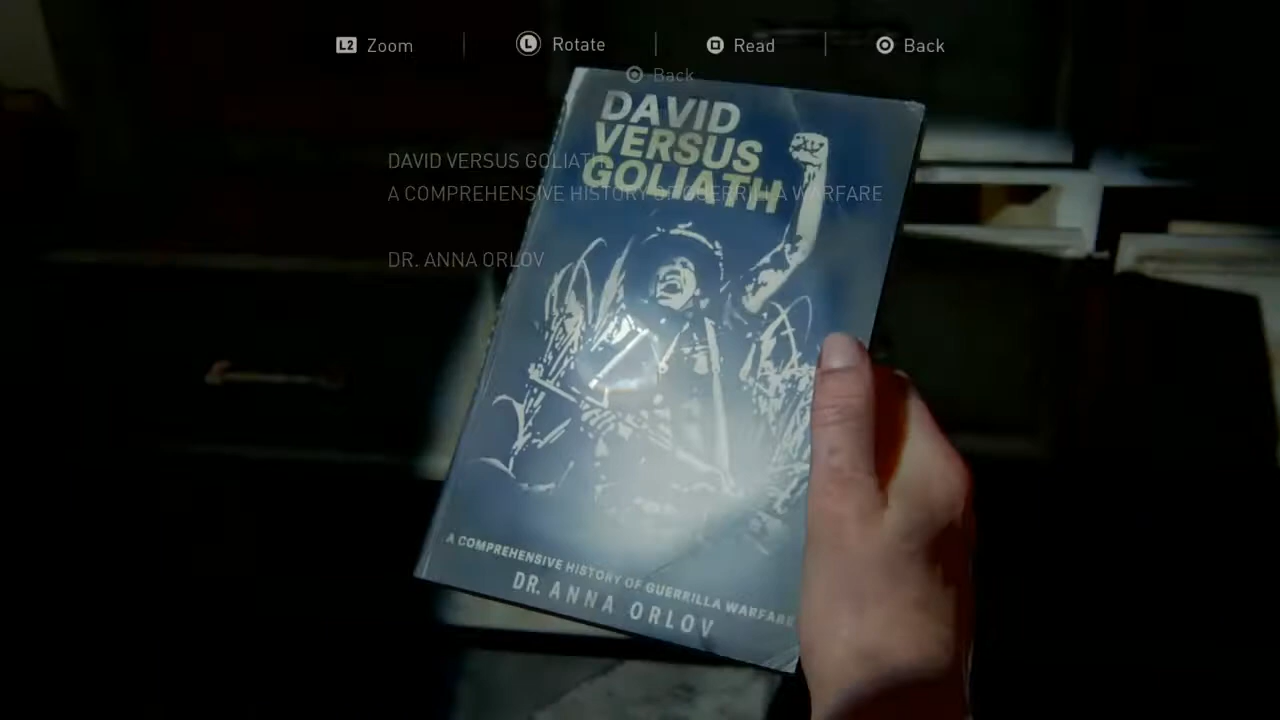 L2 Zoom
L Rotate
Read
Back
Back
DAVID VERSUS GOLIATH
A COMPREHENSIVE HISTORY OF GUERRILLA WARFARE
DR. ANNA ORLOV
DAVID
VERSUS
GOLIATH
A COMPREHENSIVE HISTORY OF GUERRILLA WARFARE
DR. ANNA ORLOV